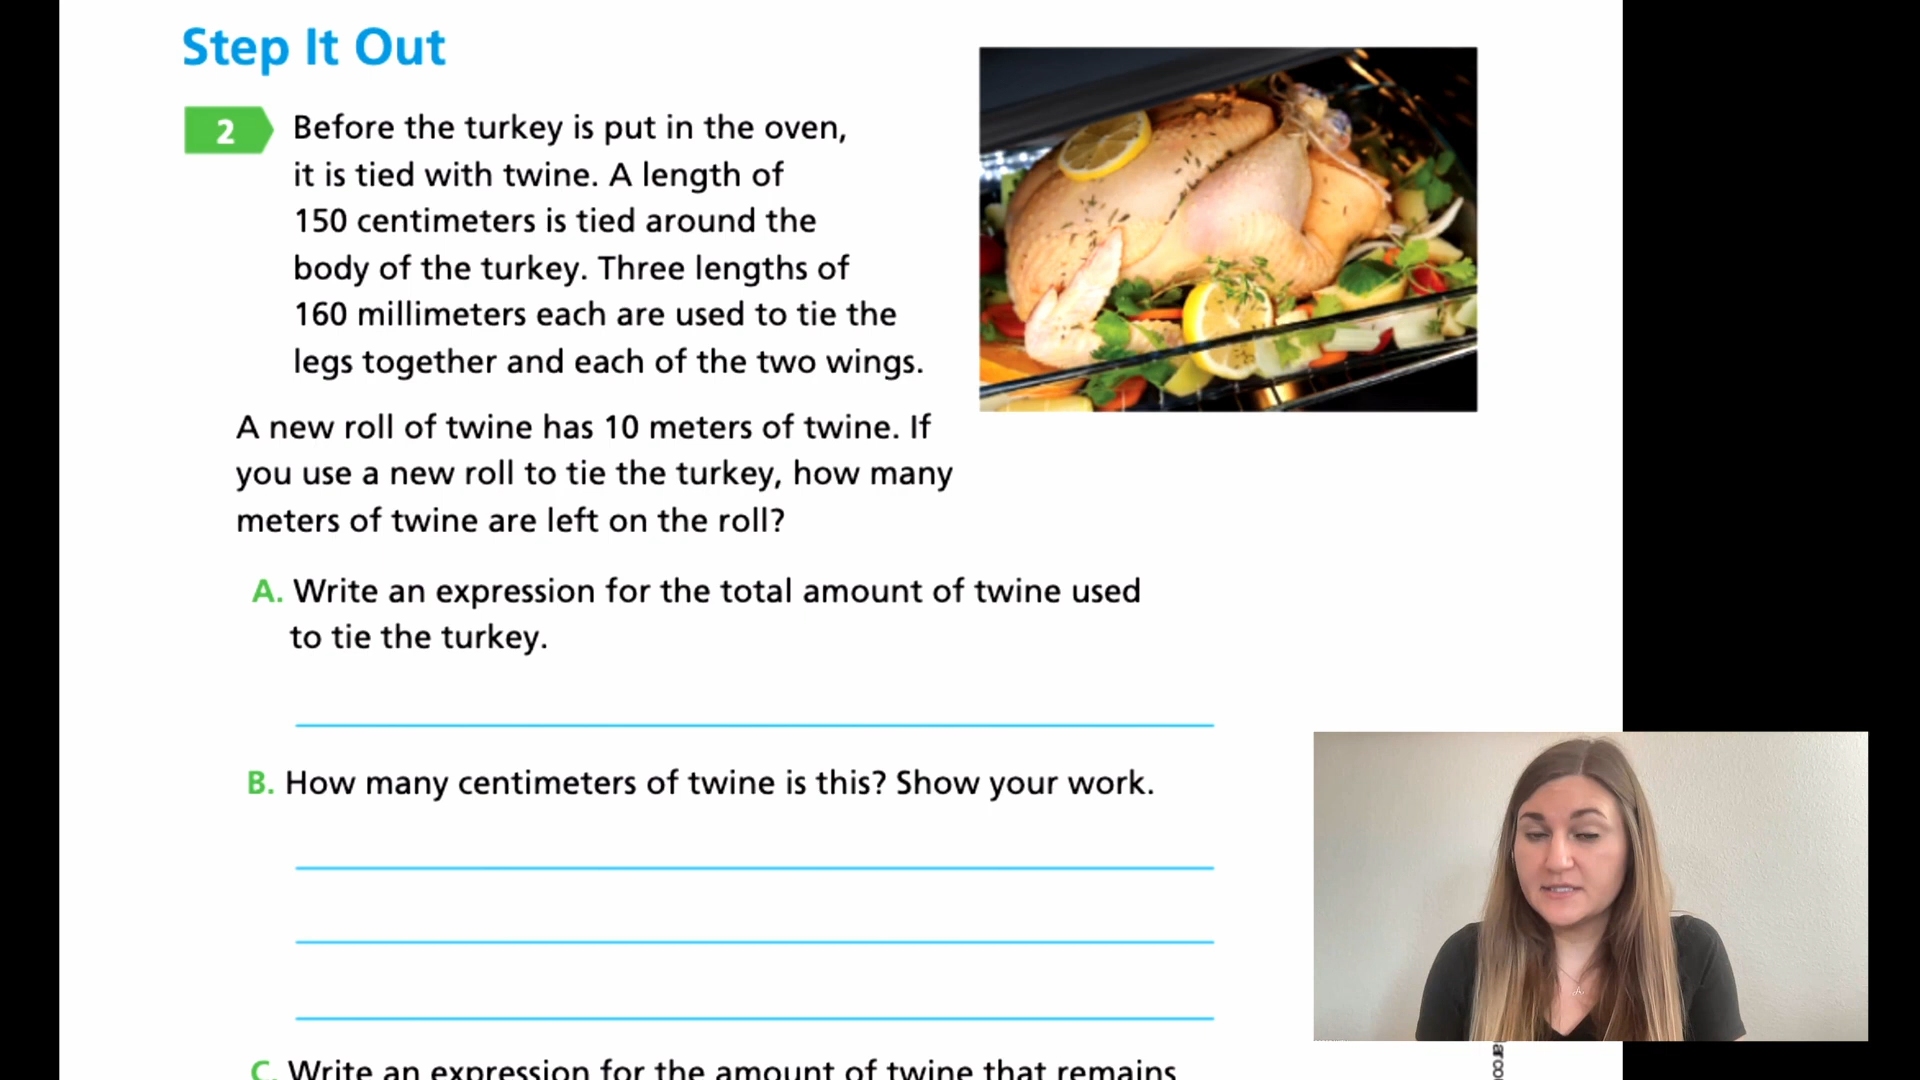 Step It Out
2 Before the turkey is put in the oven,
it is tied with twine. A length of
150 centimeters is tied around the
body of the turkey. Three lengths of
160 millimeters each are used to tie the
legs together and each of the two wings.
A new roll of twine has 10 meters of twine. If
you use a new roll to tie the turkey, how many
meters of twine are left on the roll?
A. Write an expression for the total amount of twine used
to tie the turkey.
B. How many centimeters of twine is this? Show your work.
C. Write an expression for the amount of twine that remains